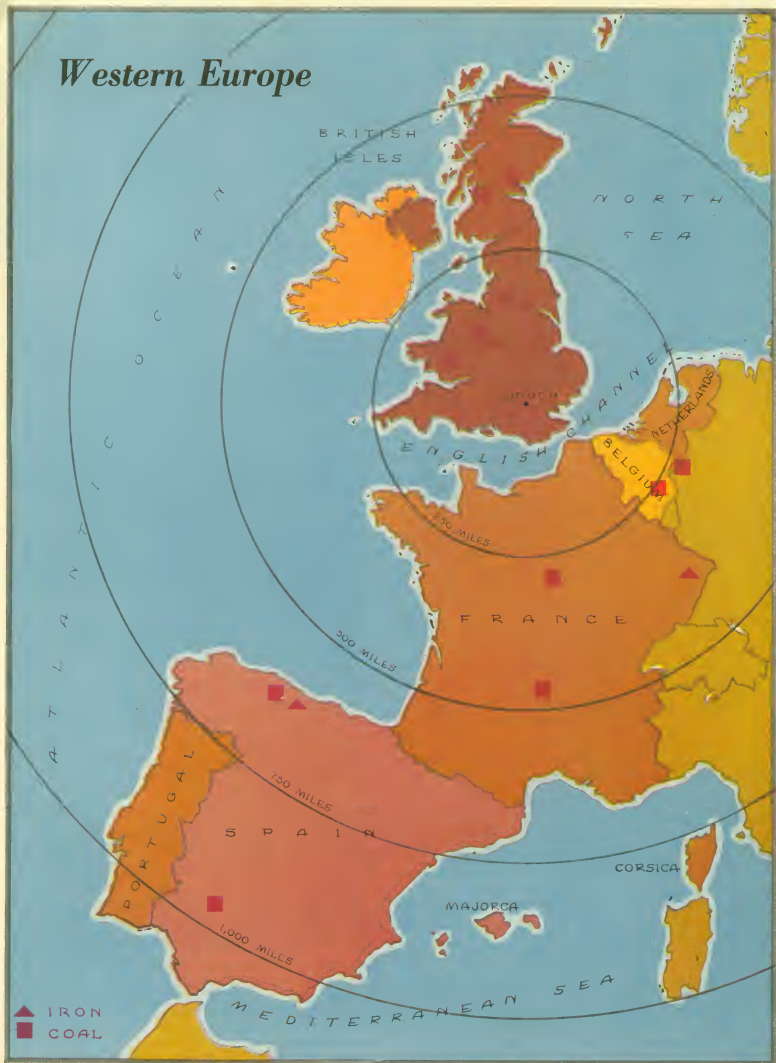 Western Europe
BRITISH
ISLES
NORTH
SEA
ATLANTIC OCEAN
ENGLISH CHANNEL
NETHERLANDS
BELGIUM
250 MILES
FRANCE
500 MILES
750 MILES
PORTUGAL
SPAIN
CORSICA
MAJORCA
1,000 MILES
MEDITERRANEAN SEA
IRON
COAL